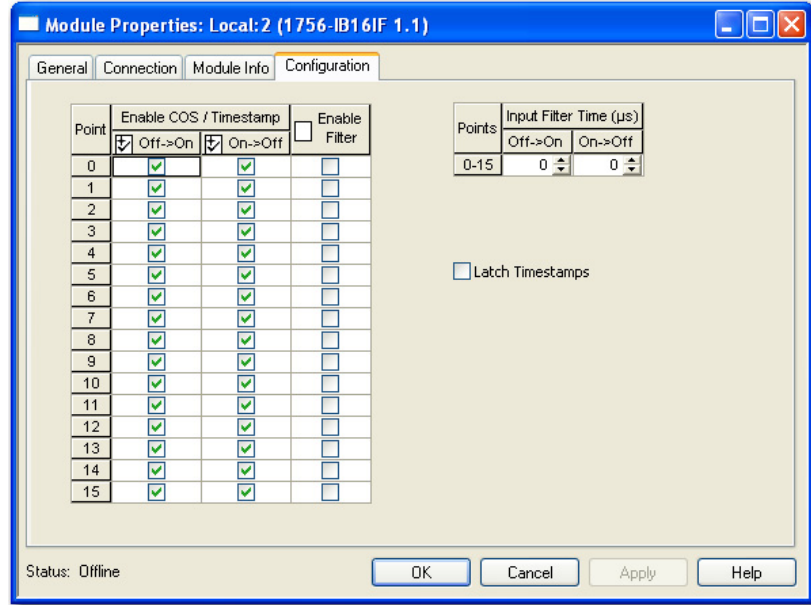 Module Properties: Local:2 (1756-IB16IF 1.1)
General Connection Module Info Configuration
Point Enable COS / Timestamp Enable Filter
Off->On On->Off
0
1
2
3
4
5
6
7
8
9
10
11
12
13
14
15
Points Input Filter Time (µs)
Off->On On->Off
0-15 0 0
Latch Timestamps
Status: Offline
OK Cancel Apply Help